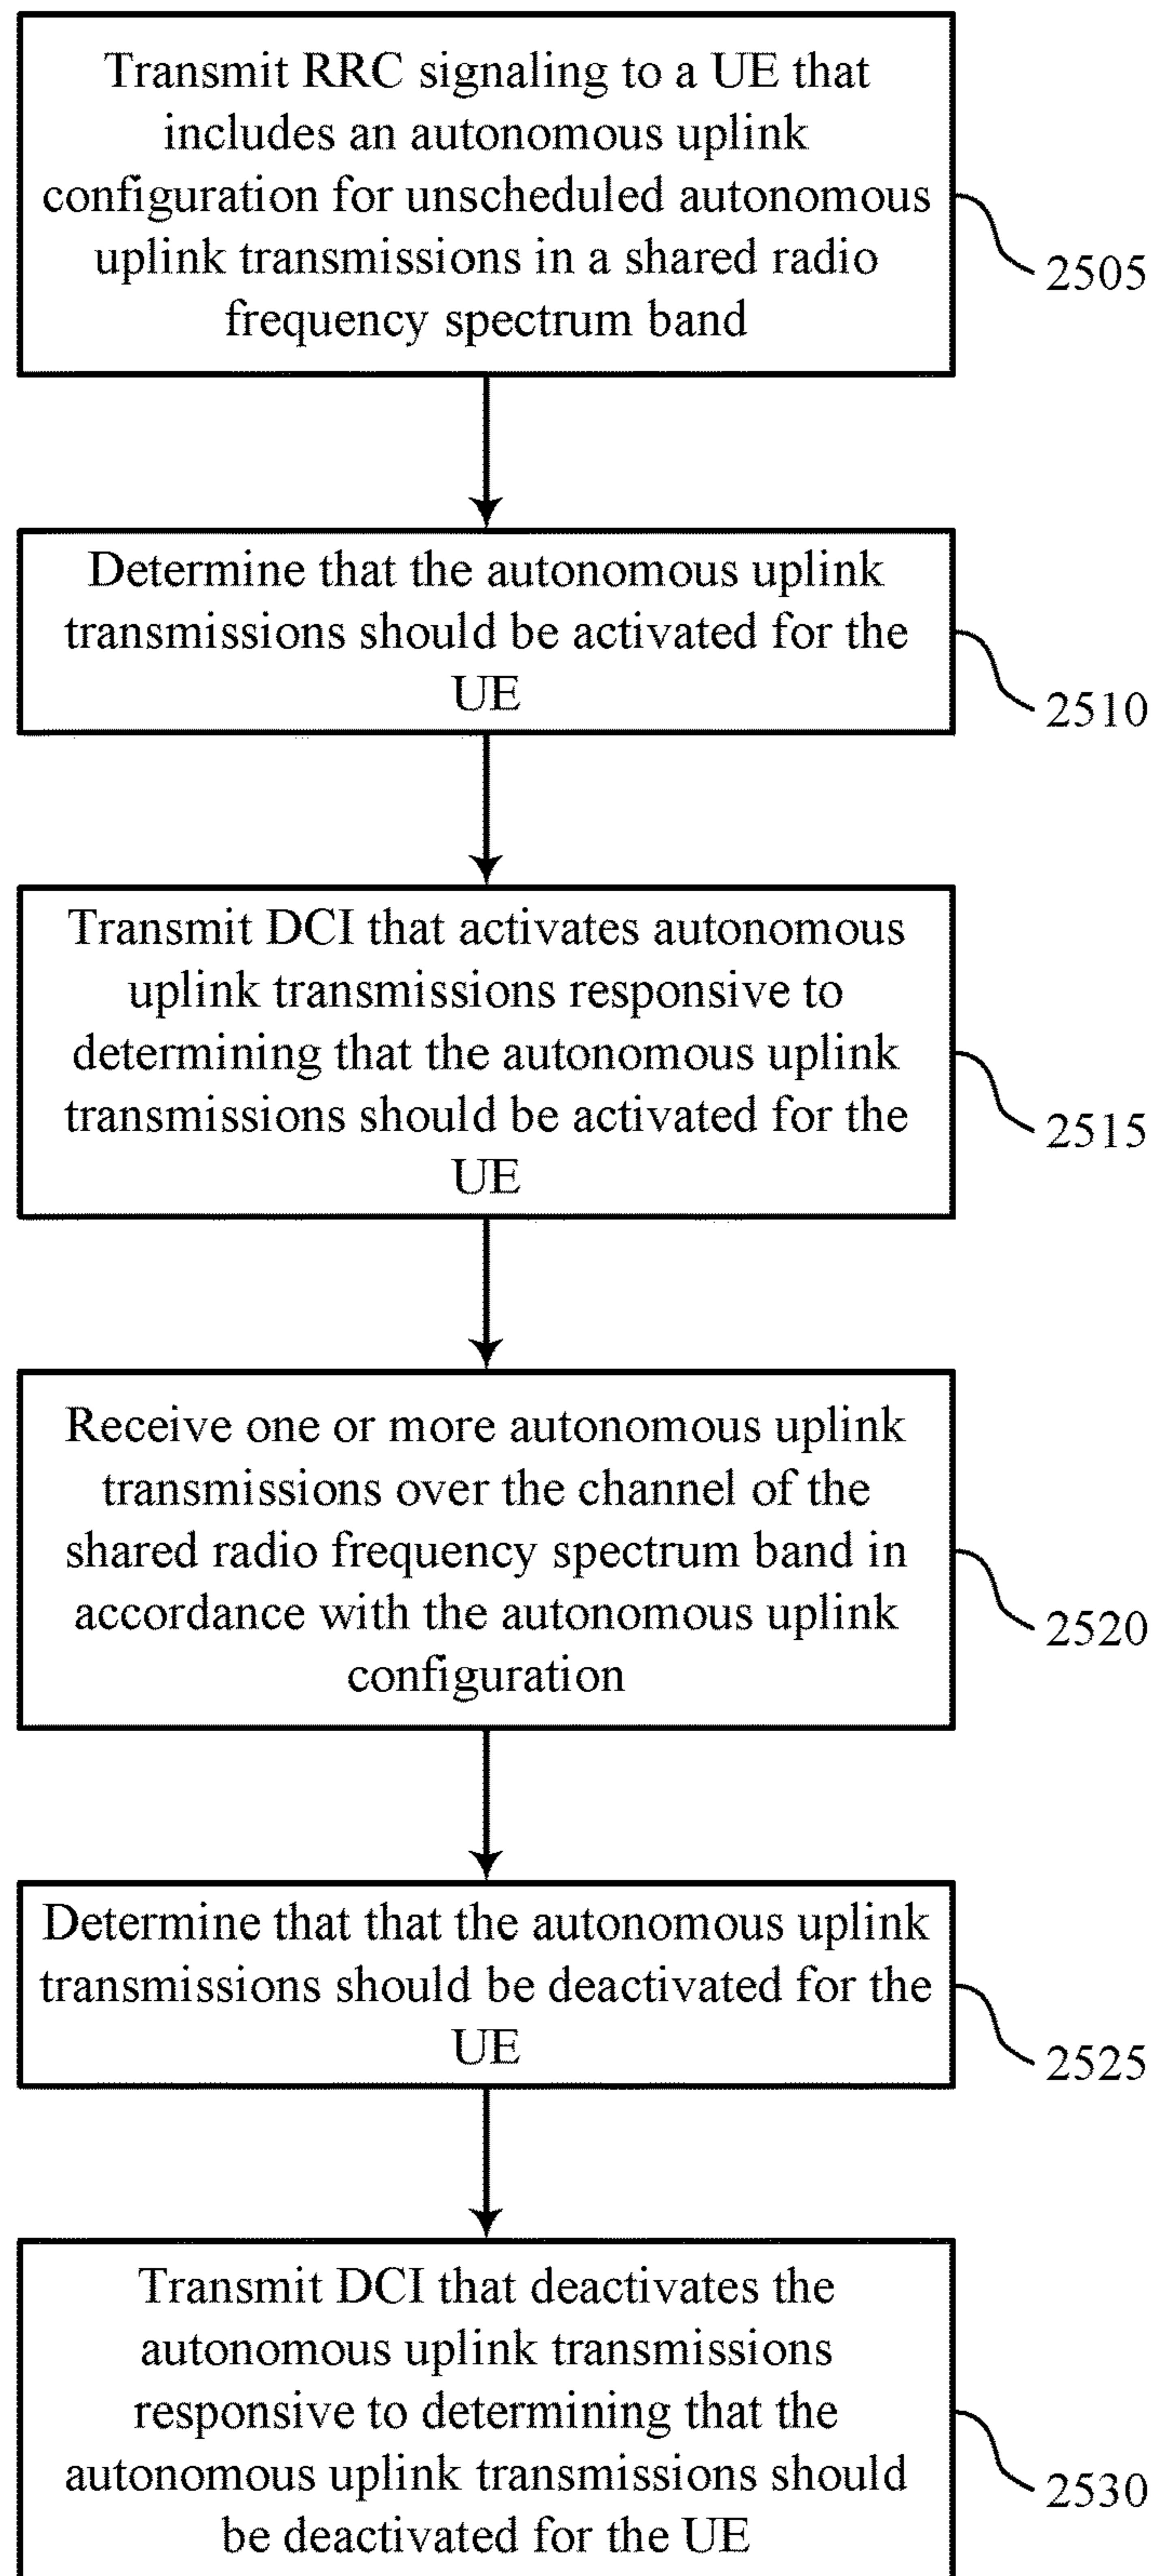 Transmit RRC signaling to a UE that
includes an autonomous uplink
configuration for unscheduled autonomous
uplink transmissions in a shared radio
frequency spectrum band
2505
Determine that the autonomous uplink
transmissions should be activated for the
UE
2510
Transmit DCI that activates autonomous
uplink transmissions responsive to
determining that the autonomous uplink
transmissions should be activated for the
UE
2515
Receive one or more autonomous uplink
transmissions over the channel of the
shared radio frequency spectrum band in
accordance with the autonomous uplink
configuration
2520
Determine that that the autonomous uplink
transmissions should be deactivated for the
UE
2525
Transmit DCI that deactivates the
autonomous uplink transmissions
responsive to determining that the
autonomous uplink transmissions should
be deactivated for the UE
2530